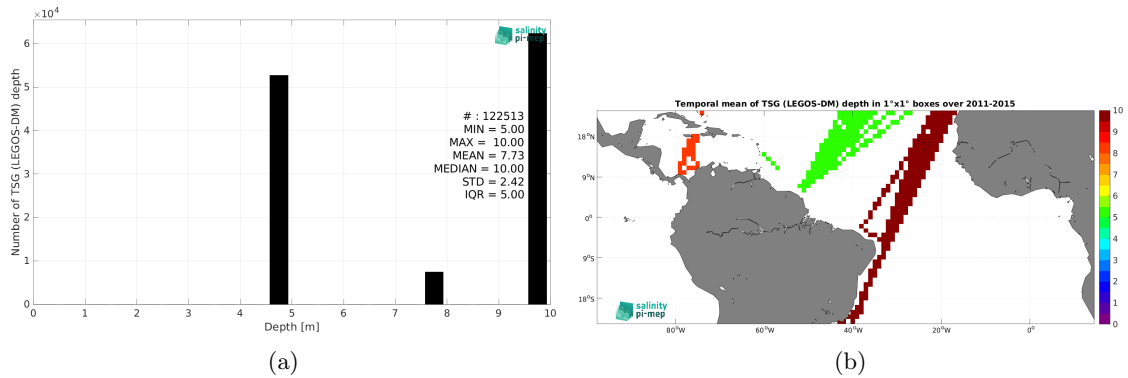 ×10⁴
Number of TSG (LEGOS-DM) depth
6
5
4
3
2
1
0
salinity
pi-mep
# : 122513
MIN = 5.00
MAX = 10.00
MEAN = 7.73
MEDIAN = 10.00
STD = 2.42
IQR = 5.00
0 1 2 3 4 5 6 7 8 9 10
Depth [m]
(a)
Temporal mean of TSG (LEGOS-DM) depth in 1°x1° boxes over 2011-2015
18°N
9°N
0°
9°S
18°S
80°W 60°W 40°W 20°W 0°
salinity
pi-mep
10
9
8
7
6
5
4
3
2
1
0
(b)